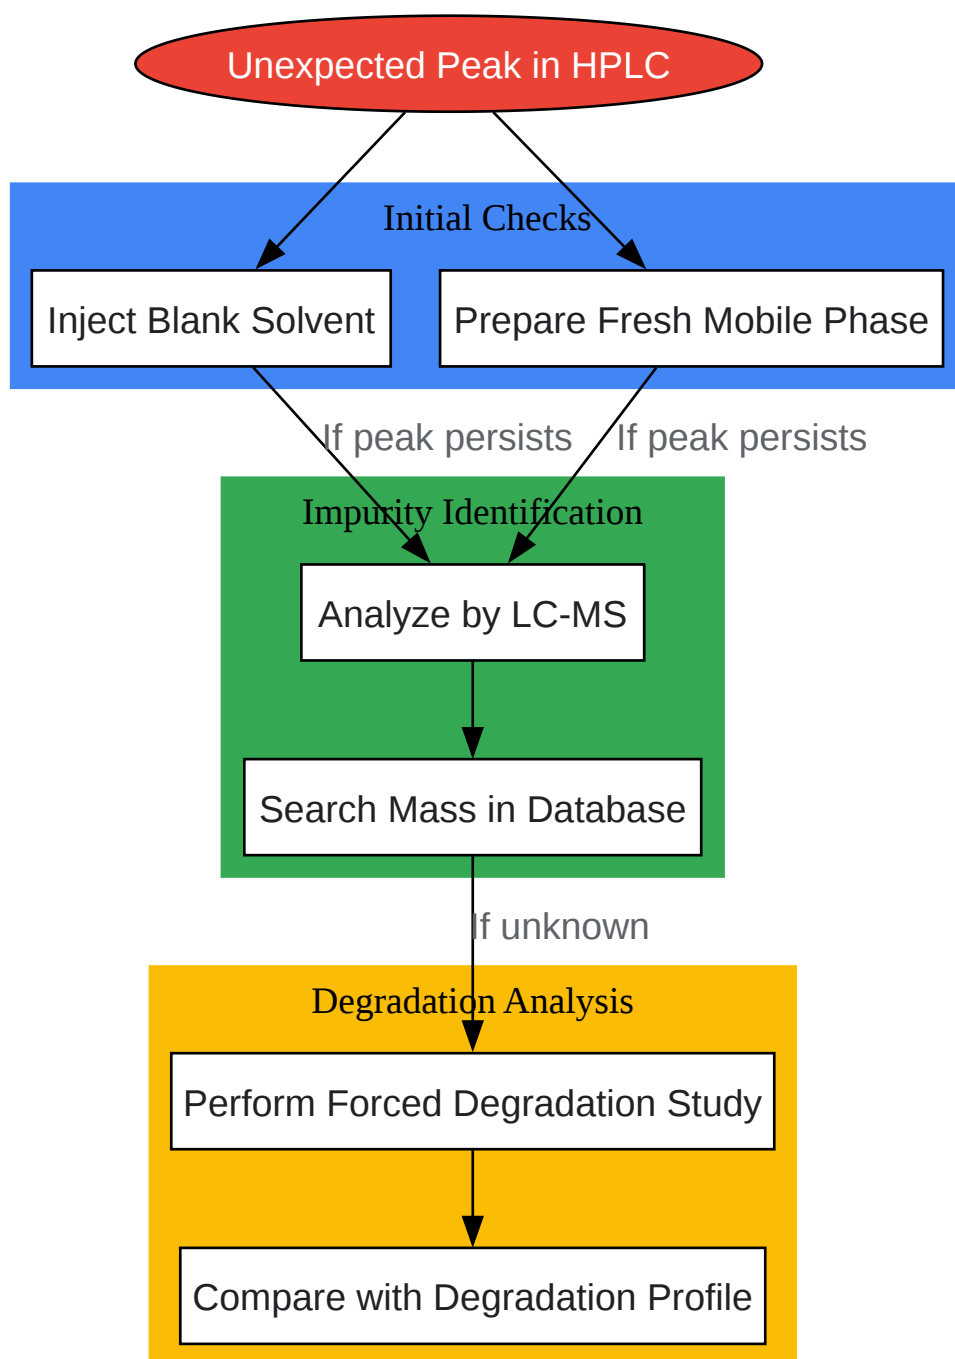 Unexpected Peak in HPLC
Initial Checks
Inject Blank Solvent
Prepare Fresh Mobile Phase
If peak persists
If peak persists
Impurity Identification
Analyze by LC-MS
Search Mass in Database
If unknown
Degradation Analysis
Perform Forced Degradation Study
Compare with Degradation Profile